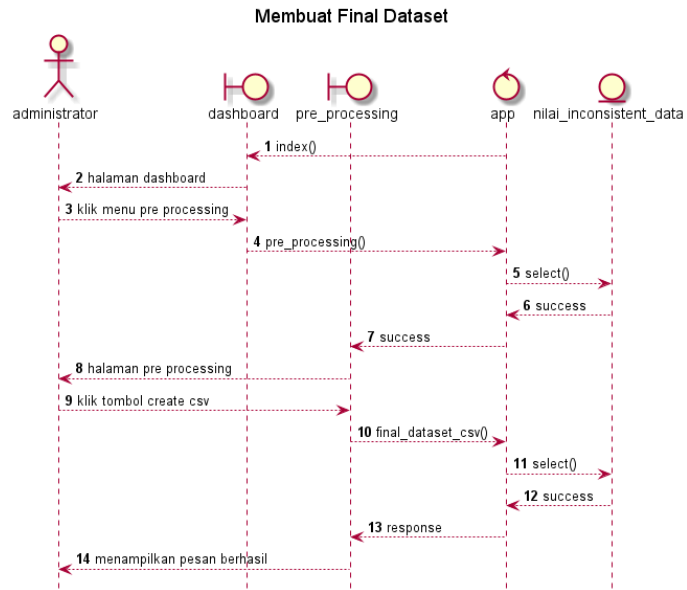 Membuat Final Dataset
administrator
dashboard
pre_processing
app
nilai_inconsistent_data
1 index()
2 halaman dashboard
3 klik menu pre processing
4 pre_processing()
5 select()
6 success
7 success
8 halaman pre processing
9 klik tombol create csv
10 final_dataset_csv()
11 select()
12 success
13 response
14 menampilkan pesan berhasil